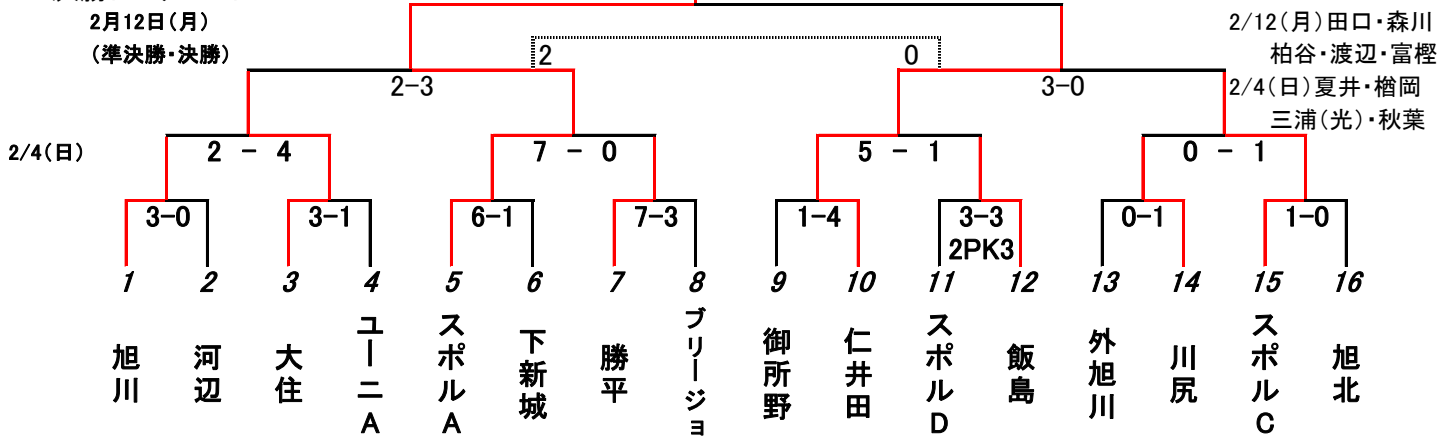 2月12日(月)
(準決勝・決勝)
2/12(月)田口・森川
柏谷・渡辺・富樫
2/4(日)夏井・楢岡
三浦(光)・秋葉
2 0
2-3 3-0
2/4(日)
2 - 4 7 - 0 5 - 1 0 - 1
3-0 3-1 6-1 7-3 1-4 3-3 0-1 1-0
2PK3
1 2 3 4 5 6 7 8 9 10 11 12 13 14 15 16
旭川
河辺
大住
ユーニA
スポルA
下新城
勝平
ブリージョ
御所野
仁井田
スポルD
飯島
外旭川
川尻
スポルC
旭北